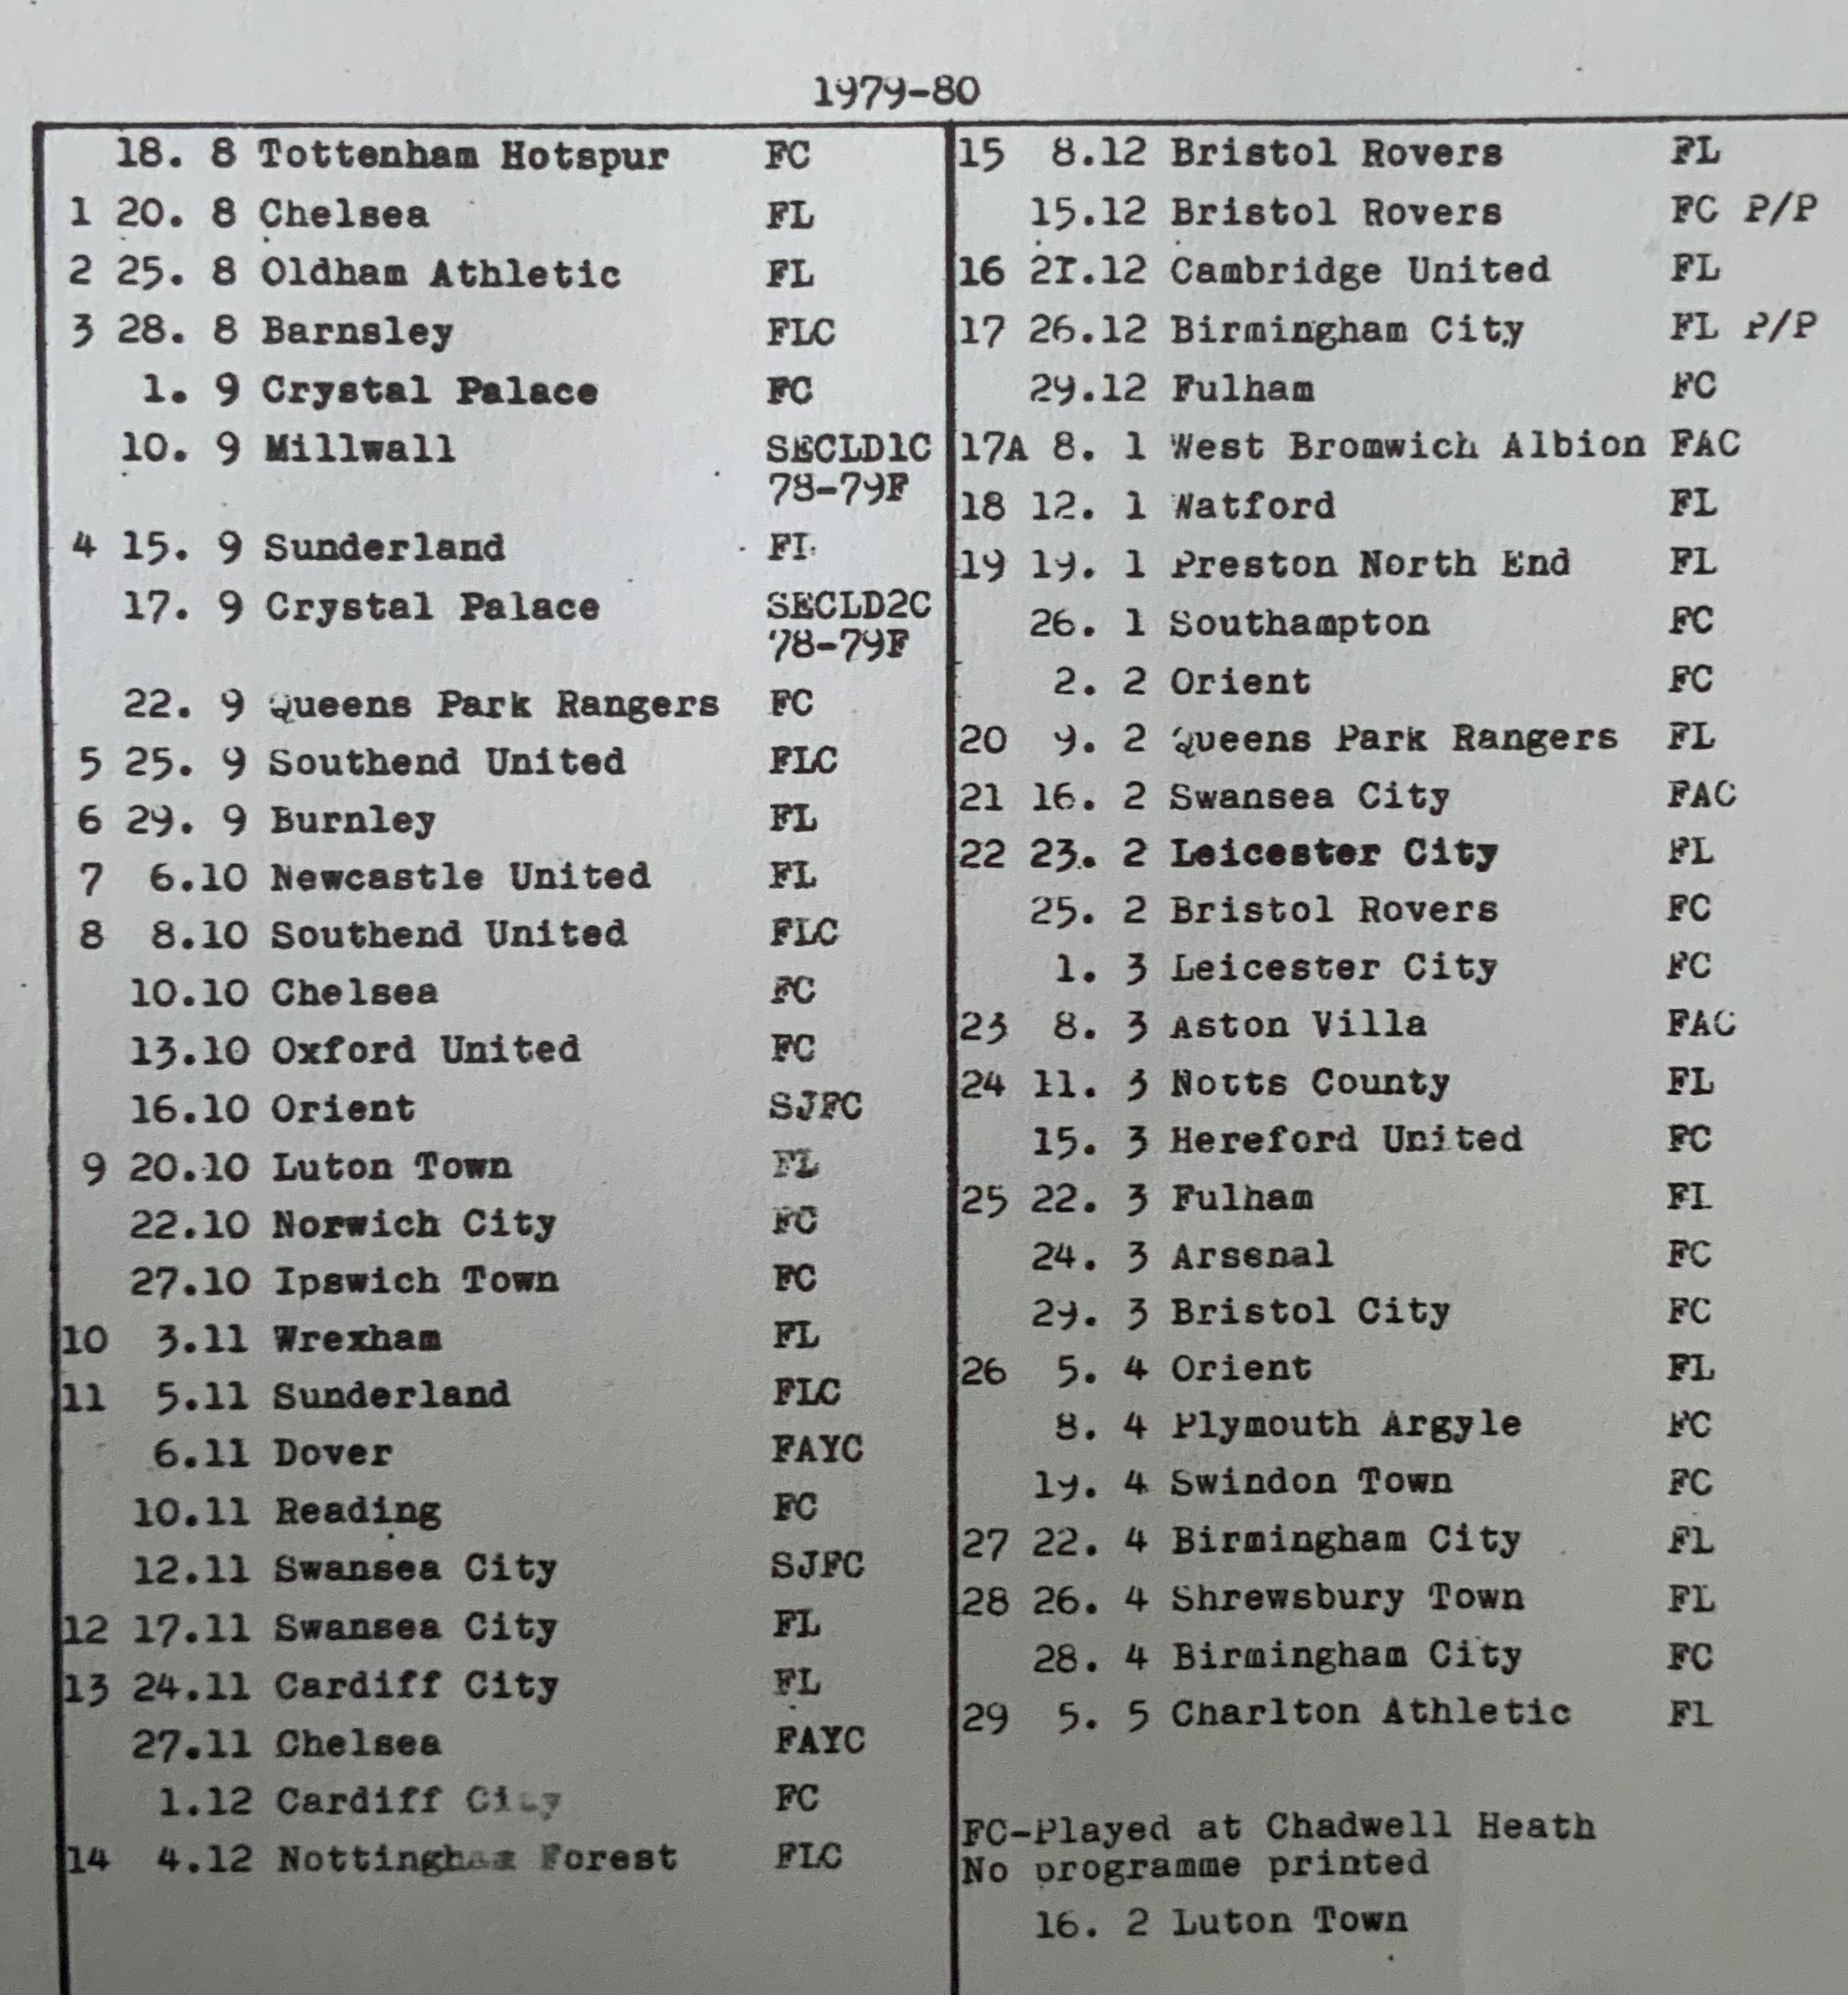 1979-80
18. 8 Tottenham Hotspur FC
1 20. 8 Chelsea FL
2 25. 8 Oldham Athletic FL
3 28. 8 Barnsley FLC
1. 9 Crystal Palace FC
10. 9 Millwall SECLD1C
78-79F
4 15. 9 Sunderland FL
17. 9 Crystal Palace SECLD2C
78-79F
22. 9 Queens Park Rangers FC
5 25. 9 Southend United FLC
6 29. 9 Burnley FL
7 6.10 Newcastle United FL
8 8.10 Southend United FLC
10.10 Chelsea FC
13.10 Oxford United FC
16.10 Orient SJFC
9 20.10 Luton Town FL
22.10 Norwich City FC
27.10 Ipswich Town FC
10 3.11 Wrexham FL
11 5.11 Sunderland FLC
6.11 Dover FAYC
10.11 Reading FC
12.11 Swansea City SJFC
12 17.11 Swansea City FL
13 24.11 Cardiff City FL
27.11 Chelsea FAYC
1.12 Cardiff City FC
14 4.12 Nottingham Forest FLC
15 8.12 Bristol Rovers FL
15.12 Bristol Rovers FC P/P
16 21.12 Cambridge United FL
17 26.12 Birmingham City FL P/P
29.12 Fulham FC
17A 8. 1 West Bromwich Albion FAC
18 12. 1 Watford FL
19 19. 1 Preston North End FL
26. 1 Southampton FC
2. 2 Orient FC
20 9. 2 Queens Park Rangers FL
21 16. 2 Swansea City FAC
22 23. 2 Leicester City FL
25. 2 Bristol Rovers FC
1. 3 Leicester City FC
23 8. 3 Aston Villa FAC
24 11. 3 Notts County FL
15. 3 Hereford United FC
25 22. 3 Fulham FL
24. 3 Arsenal FC
29. 3 Bristol City FC
26 5. 4 Orient FL
8. 4 Plymouth Argyle FC
19. 4 Swindon Town FC
27 22. 4 Birmingham City FL
28 26. 4 Shrewsbury Town FL
28. 4 Birmingham City FC
29 5. 5 Charlton Athletic Fl
FC-Played at Chadwell Heath
No programme printed
16. 2 Luton Town